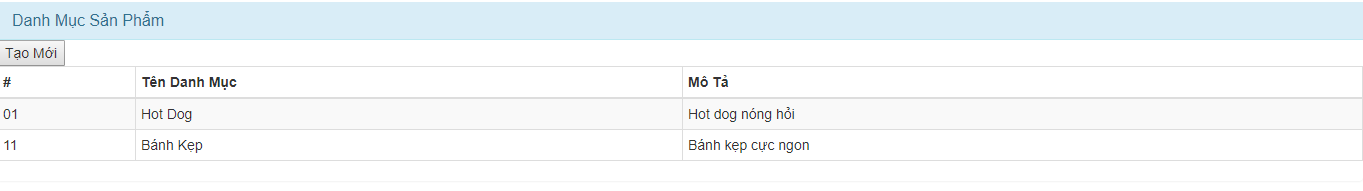 Danh Mục Sản Phẩm
Tạo Mới
# Tên Danh Mục Mô Tả
01 Hot Dog Hot dog nóng hỏi
11 Bánh Kẹp Bánh kẹp cực ngon